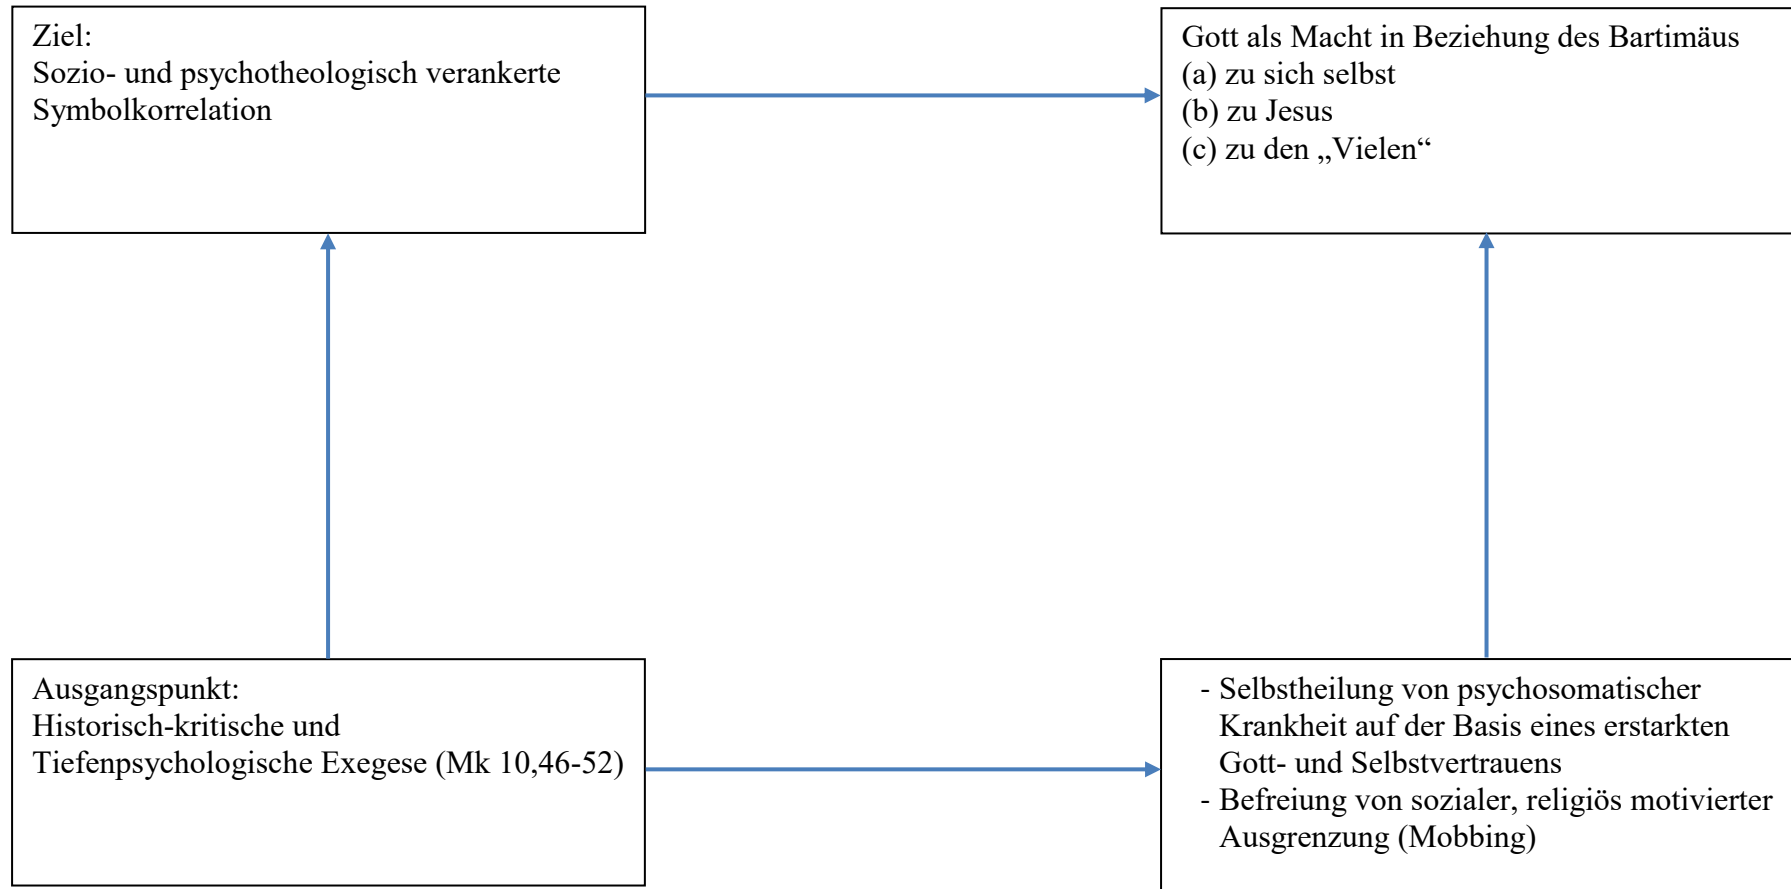 Ziel:
Sozio- und psychotheologisch verankerte
Symbolkorrelation
Gott als Macht in Beziehung des Bartimäus
(a) zu sich selbst
(b) zu Jesus
(c) zu den „Vielen“
Ausgangspunkt:
Historisch-kritische und
Tiefenpsychologische Exegese (Mk 10,46-52)
- Selbstheilung von psychosomatischer
Krankheit auf der Basis eines erstarkten
Gott- und Selbstvertrauens
- Befreiung von sozialer, religiös motivierter
Ausgrenzung (Mobbing)